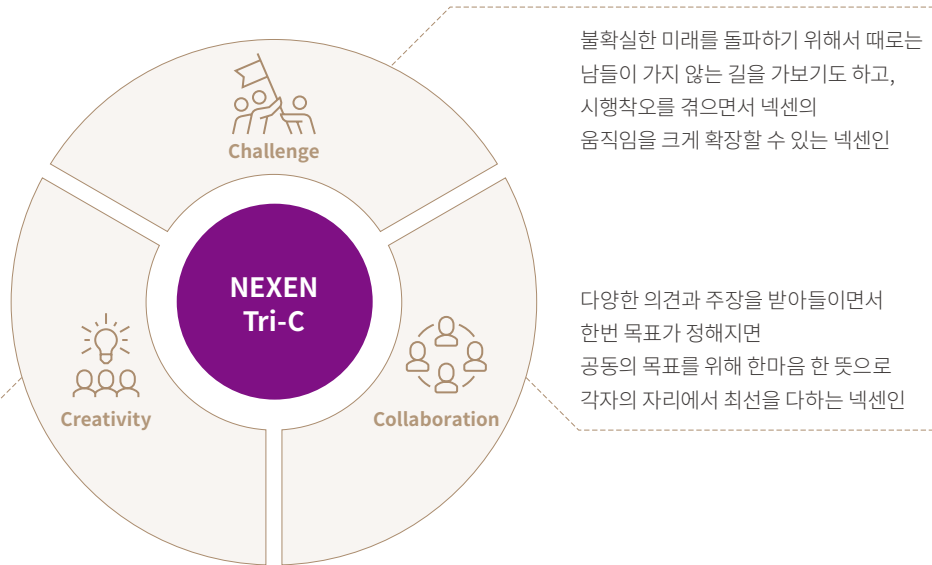 불확실한 미래를 돌파하기 위해서 때로는
남들이 가지 않는 길을 가보기도 하고,
시행착오를 겪으면서 넥센의
움직임을 크게 확장할 수 있는 넥센인
Challenge
NEXEN
Tri-C
Creativity
Collaboration
다양한 의견과 주장을 받아들이면서
한번 목표가 정해지면
공동의 목표를 위해 한마음 한 뜻으로
각자의 자리에서 최선을 다하는 넥센인